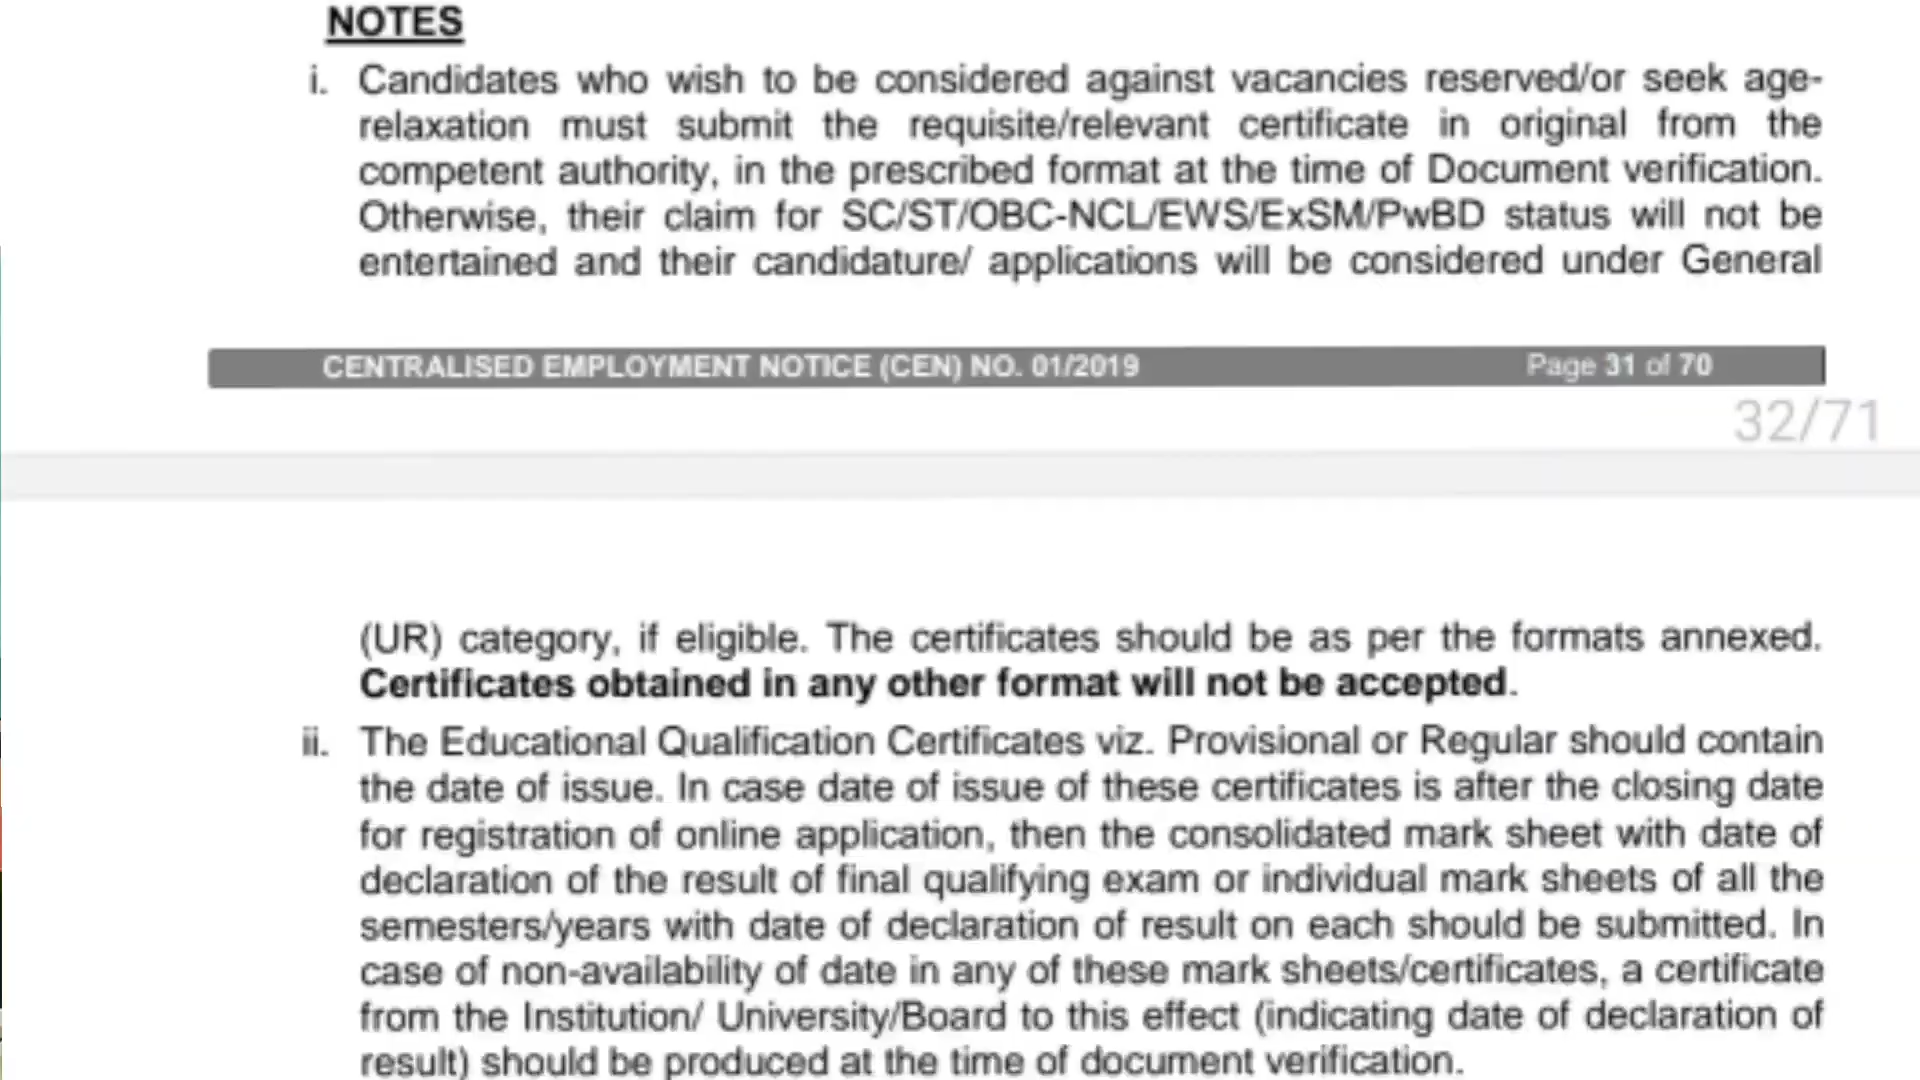 NOTES
i. Candidates who wish to be considered against vacancies reserved/or seek age-
relaxation must submit the requisite/relevant certificate in original from the
competent authority, in the prescribed format at the time of Document verification.
Otherwise, their claim for SC/ST/OBC-NCL/EWS/ExSM/PwBD status will not be
entertained and their candidature/ applications will be considered under General
CENTRALISED EMPLOYMENT NOTICE (CEN) NO. 01/2019 Page 31 of 70
32/71
(UR) category, if eligible. The certificates should be as per the formats annexed.
Certificates obtained in any other format will not be accepted.
ii. The Educational Qualification Certificates viz. Provisional or Regular should contain
the date of issue. In case date of issue of these certificates is after the closing date
for registration of online application, then the consolidated mark sheet with date of
declaration of the result of final qualifying exam or individual mark sheets of all the
semesters/years with date of declaration of result on each should be submitted. In
case of non-availability of date in any of these mark sheets/certificates, a certificate
from the Institution/ University/Board to this effect (indicating date of declaration of
result) should be produced at the time of document verification.